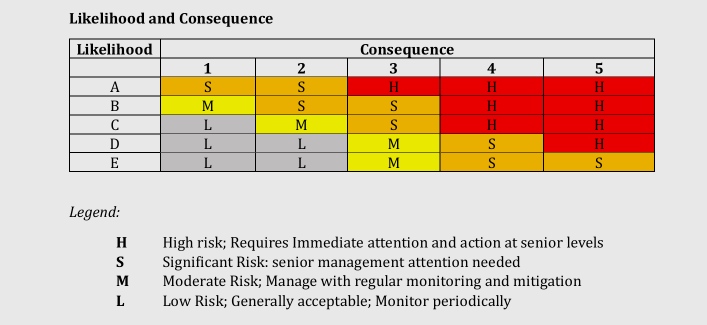 Likelihood and Consequence
Likelihood Consequence
1 2 3 4 5
A S S H H H
B M S S H H
C L M S H H
D L L M S H
E L L M S S
Legend:
H High risk; Requires Immediate attention and action at senior levels
S Significant Risk: senior management attention needed
M Moderate Risk; Manage with regular monitoring and mitigation
L Low Risk; Generally acceptable; Monitor periodically